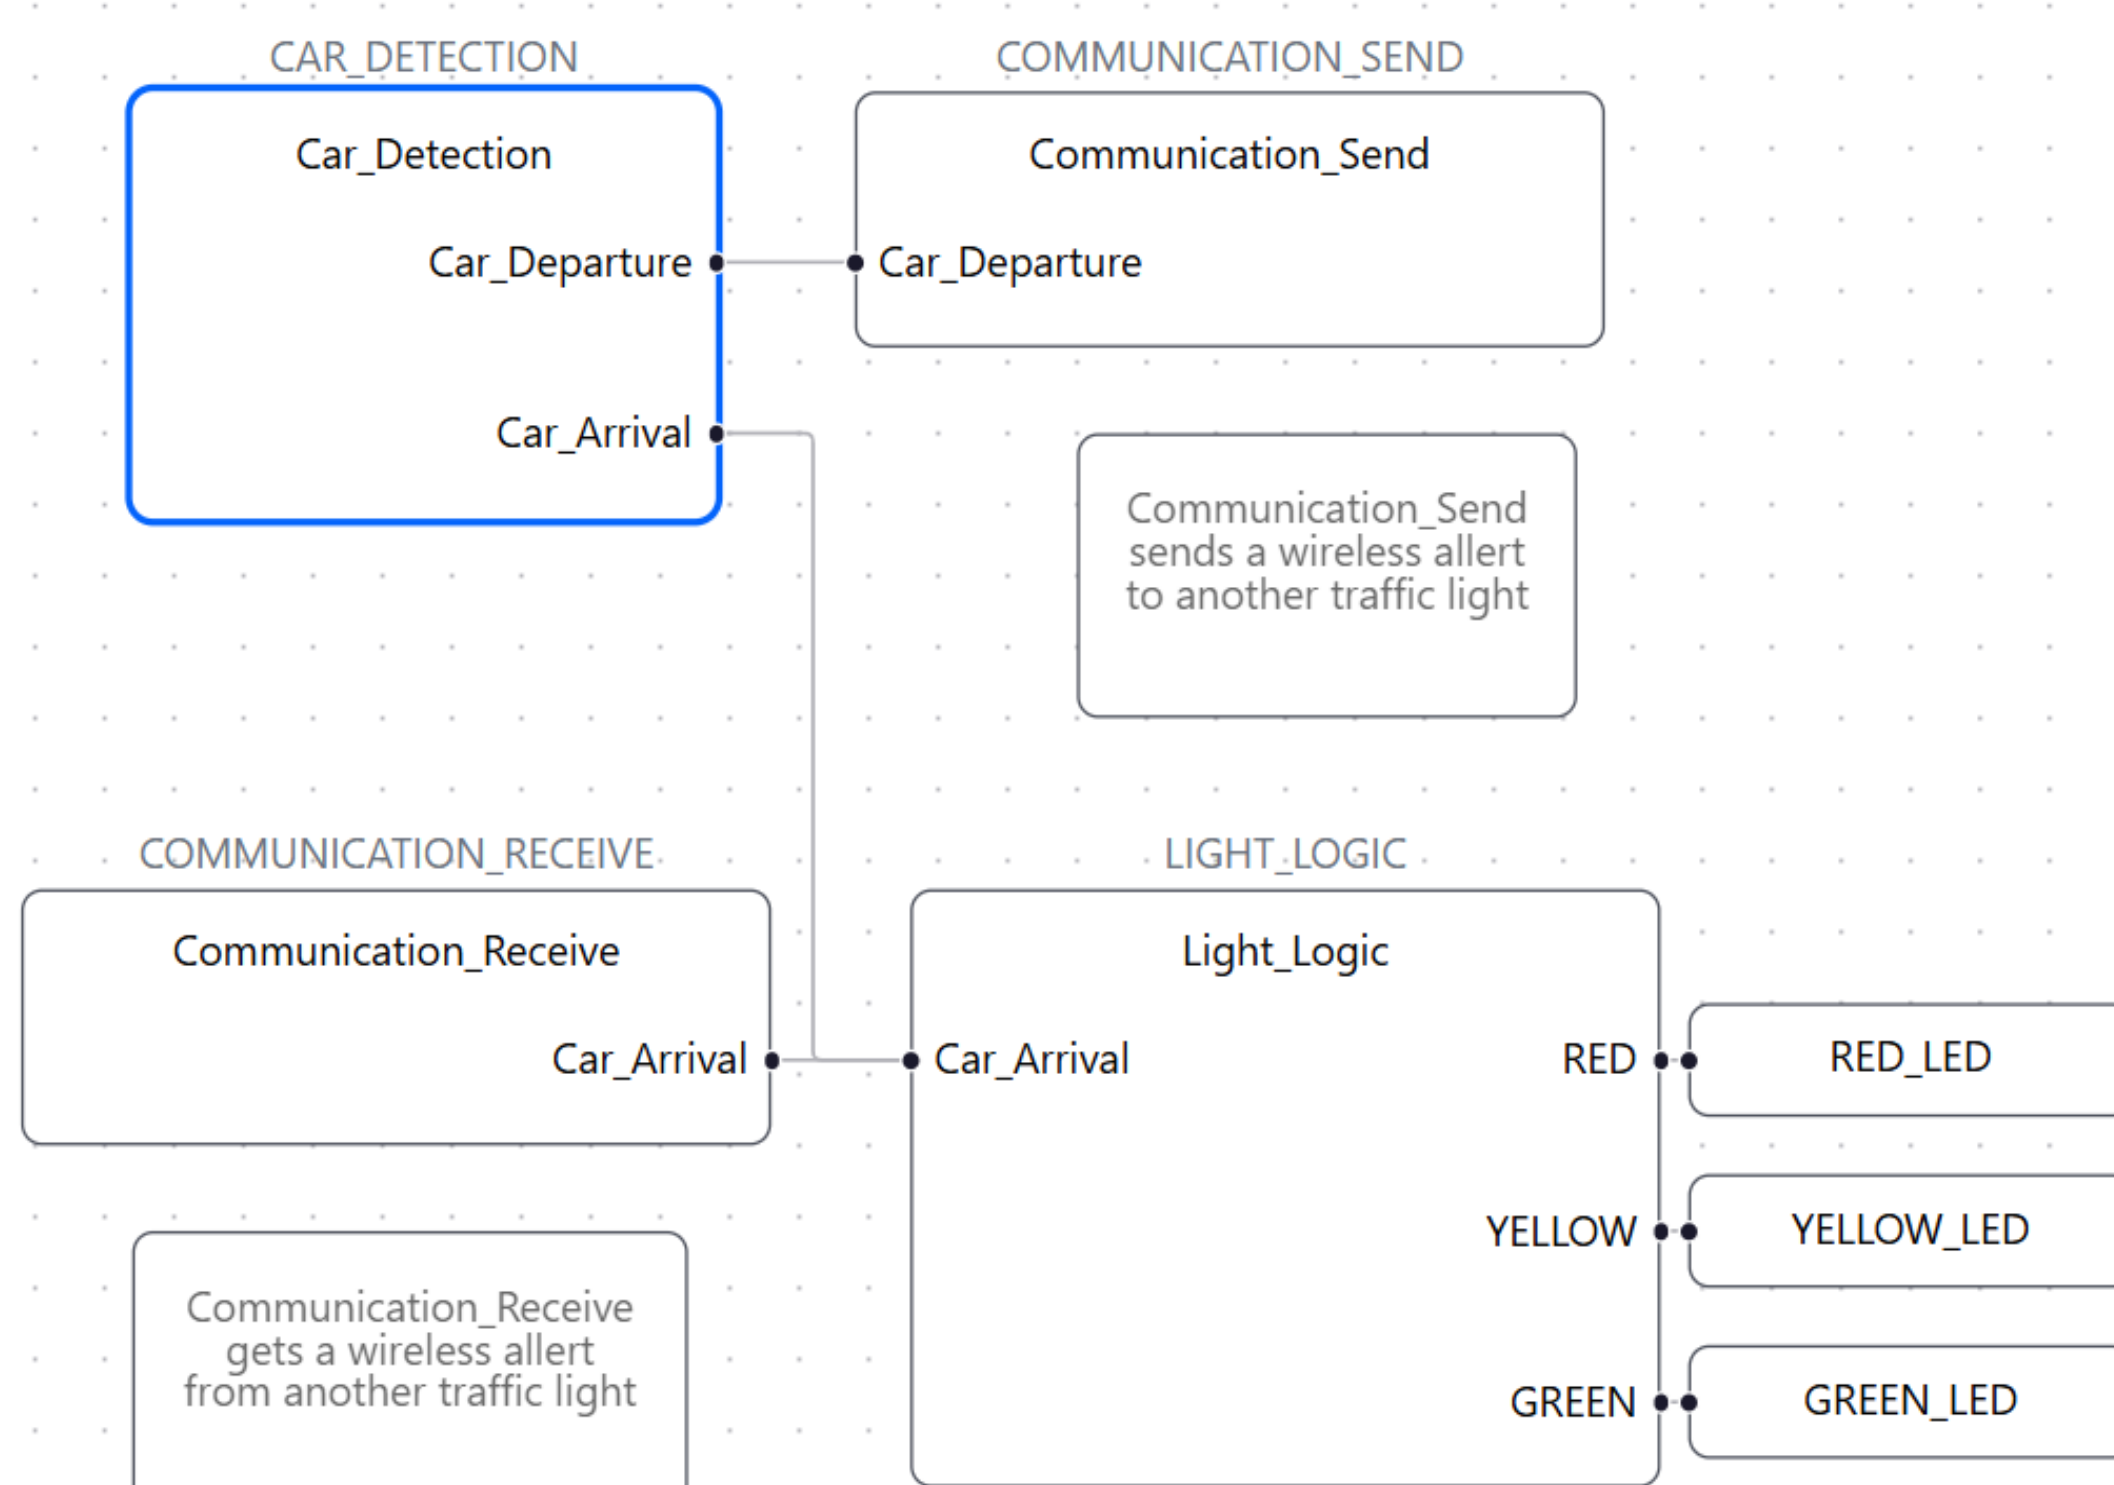 CAR_DETECTION
COMMUNICATION_SEND
Car_Detection
Communication_Send
Car_Departure
Car_Departure
Car_Arrival
Communication_Send
sends a wireless allert
to another traffic light
COMMUNICATION_RECEIVE
LIGHT_LOGIC
Communication_Receive
Light_Logic
Car_Arrival
Car_Arrival
RED
RED_LED
YELLOW
YELLOW_LED
Communication_Receive
gets a wireless allert
from another traffic light
GREEN
GREEN_LED